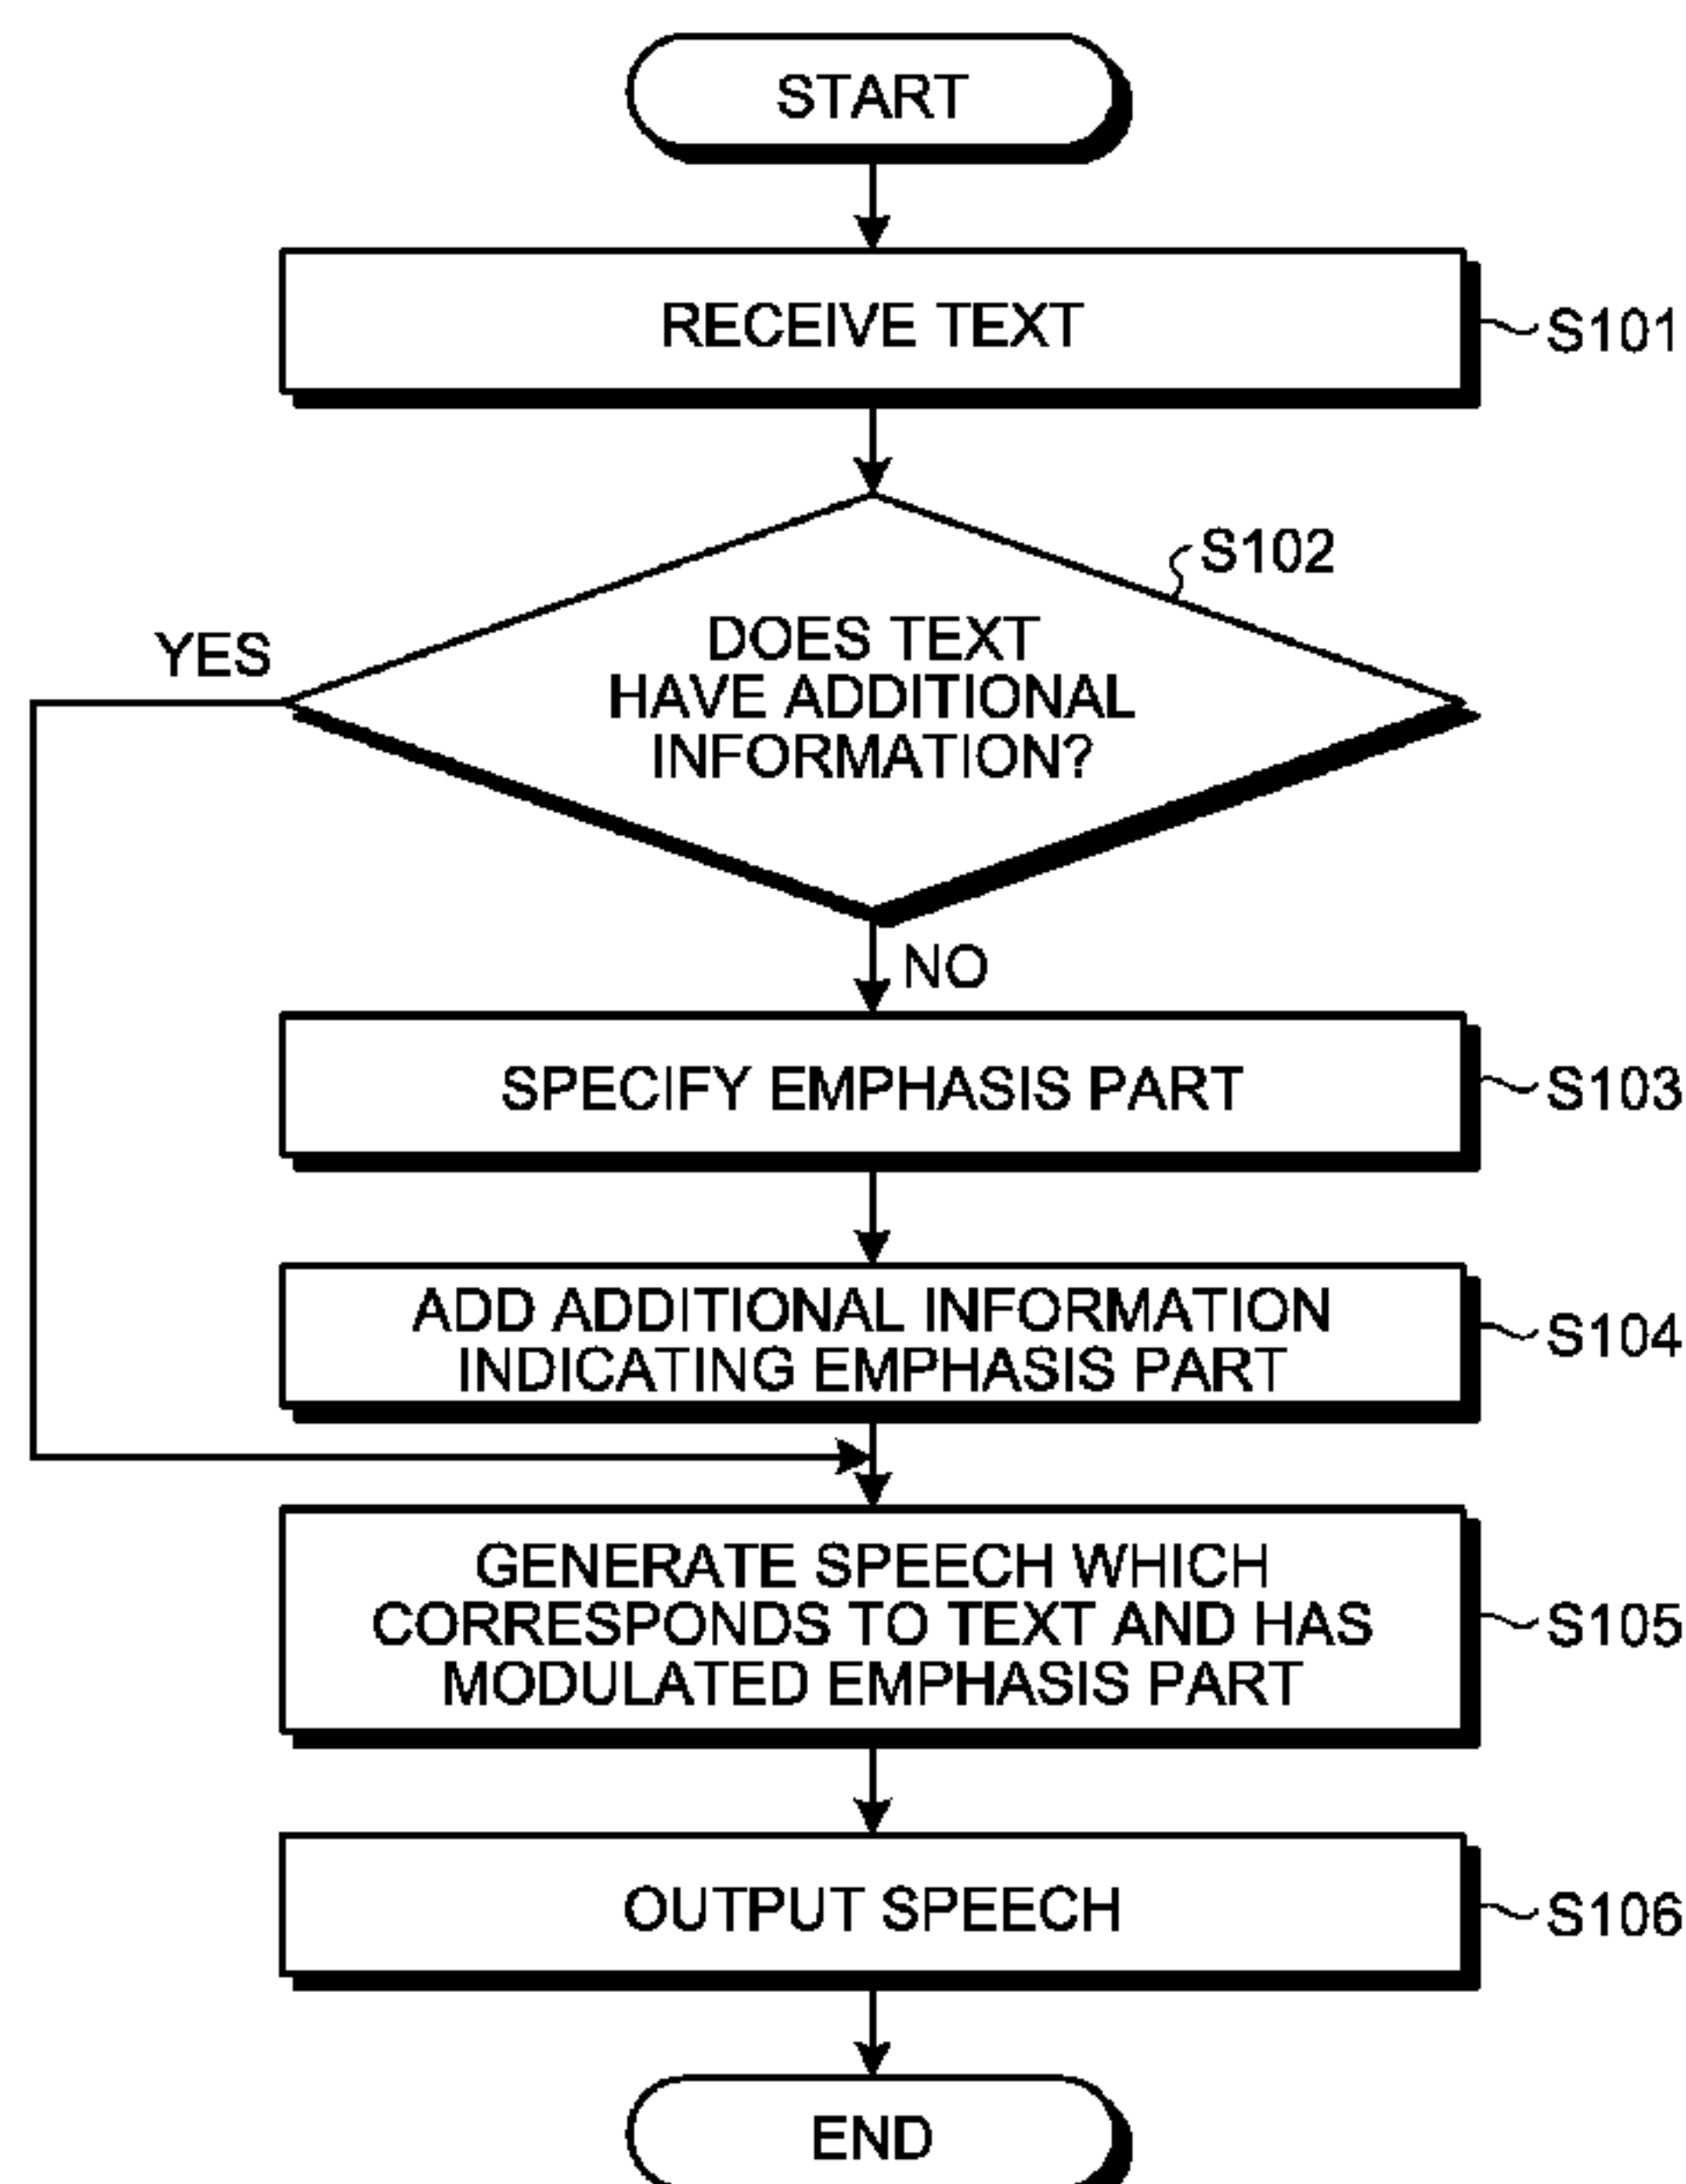 START
RECEIVE TEXT
S101
S102
DOES TEXT
HAVE ADDITIONAL
INFORMATION?
YES
NO
SPECIFY EMPHASIS PART
S103
ADD ADDITIONAL INFORMATION
INDICATING EMPHASIS PART
S104
GENERATE SPEECH WHICH
CORRESPONDS TO TEXT AND HAS
MODULATED EMPHASIS PART
S105
OUTPUT SPEECH
S106
END